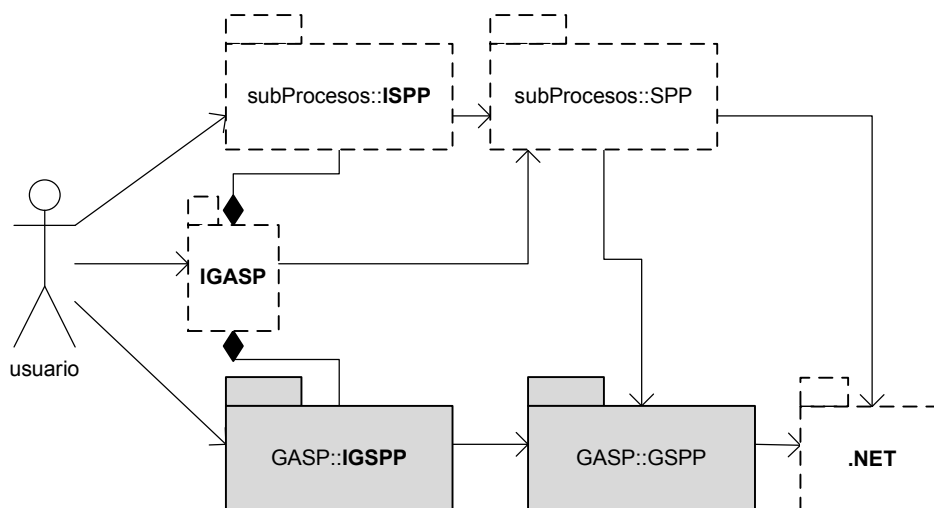 subProcesos::ISPP
subProcesos::SPP
IGASP
usuario
GASP::IGSPP
GASP::GSPP
.NET